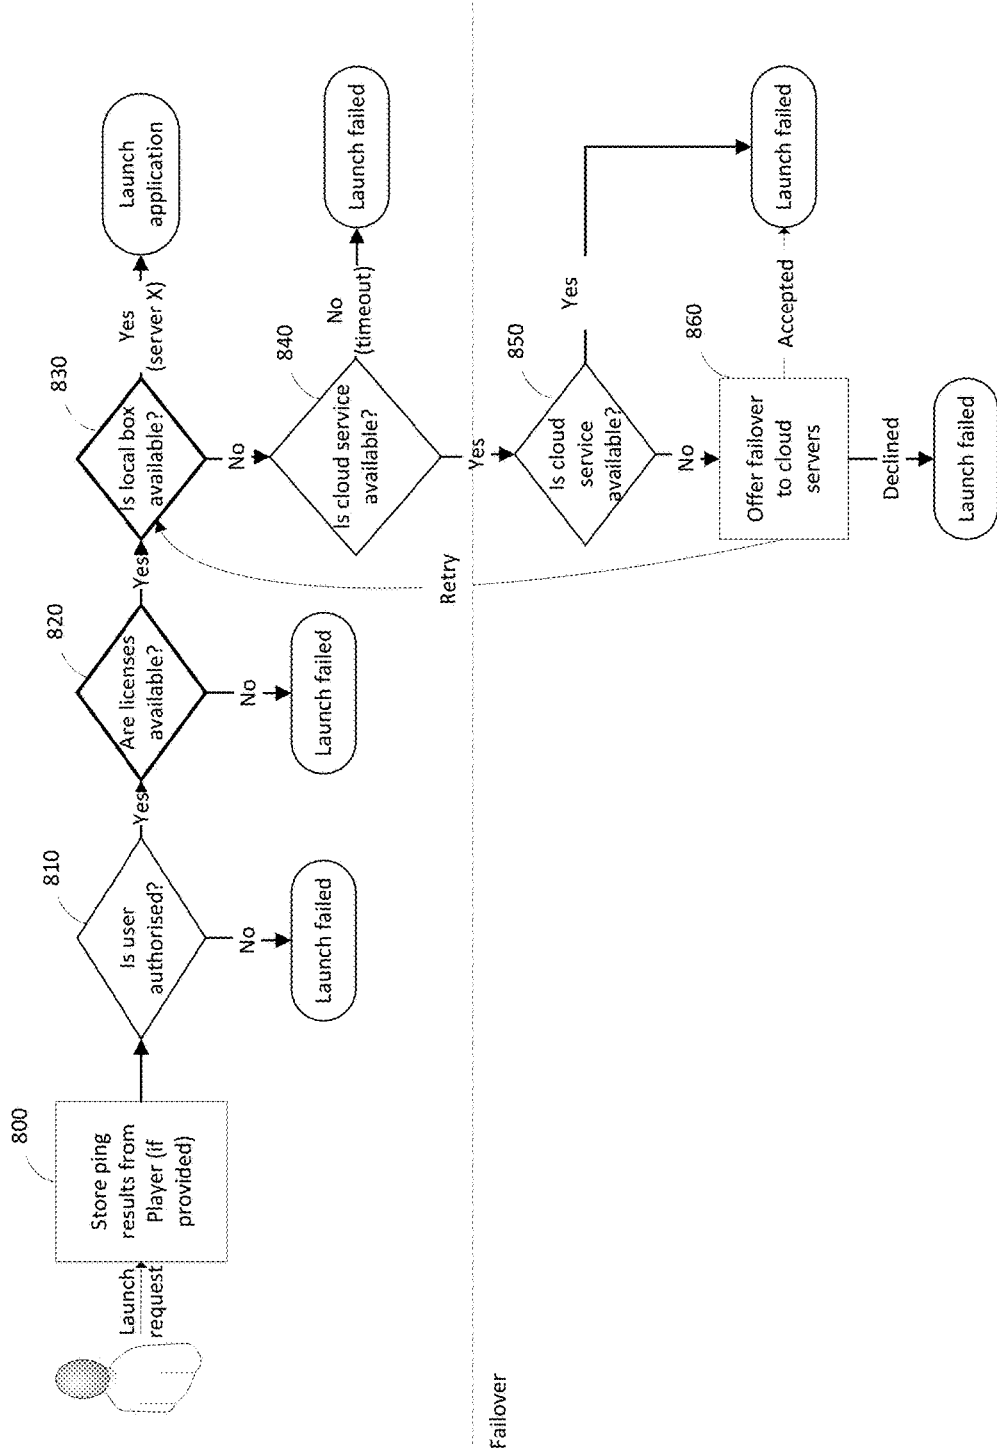 Launch
request
800
Store ping
results from
Player (if
provided)
810
Is user
authorised?
No
Launch failed
Yes
820
Are licenses
available?
No
Launch failed
Yes
830
Is local box
available?
Yes
(server X)
Launch
application
No
840
Is cloud service
available?
No
(timeout)
Launch failed
Yes
Retry
Failover
850
Is cloud
service
available?
Yes
Launch failed
No
860
Offer failover
to cloud
servers
Accepted
Declined
Launch failed